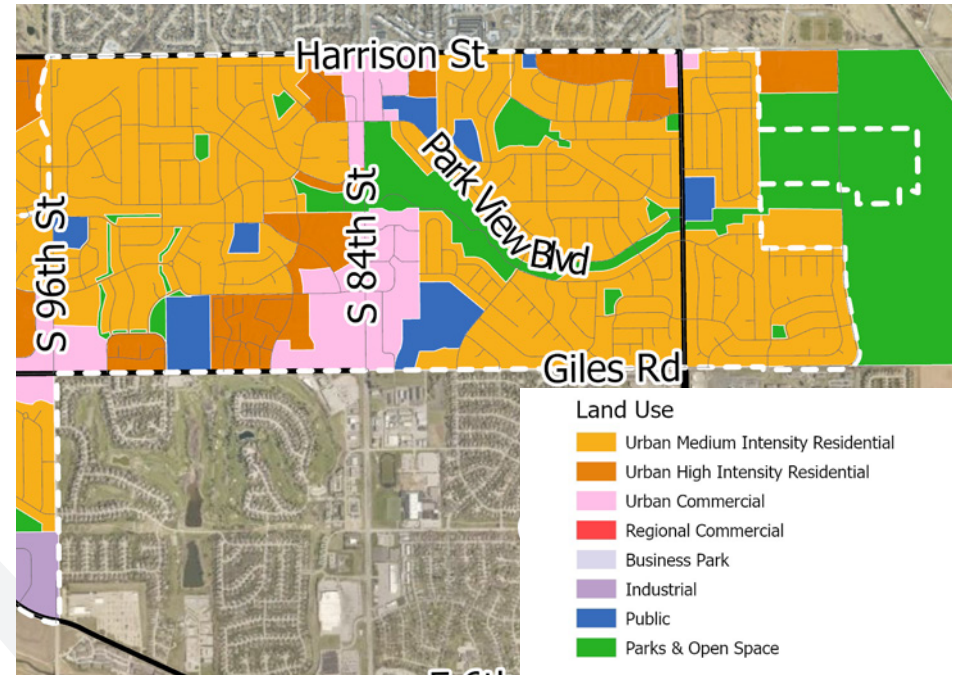 Harrison St
Park View Blvd
S 96th St
S 84th St
Giles Rd
Land Use
Urban Medium Intensity Residential
Urban High Intensity Residential
Urban Commercial
Regional Commercial
Business Park
Industrial
Public
Parks & Open Space